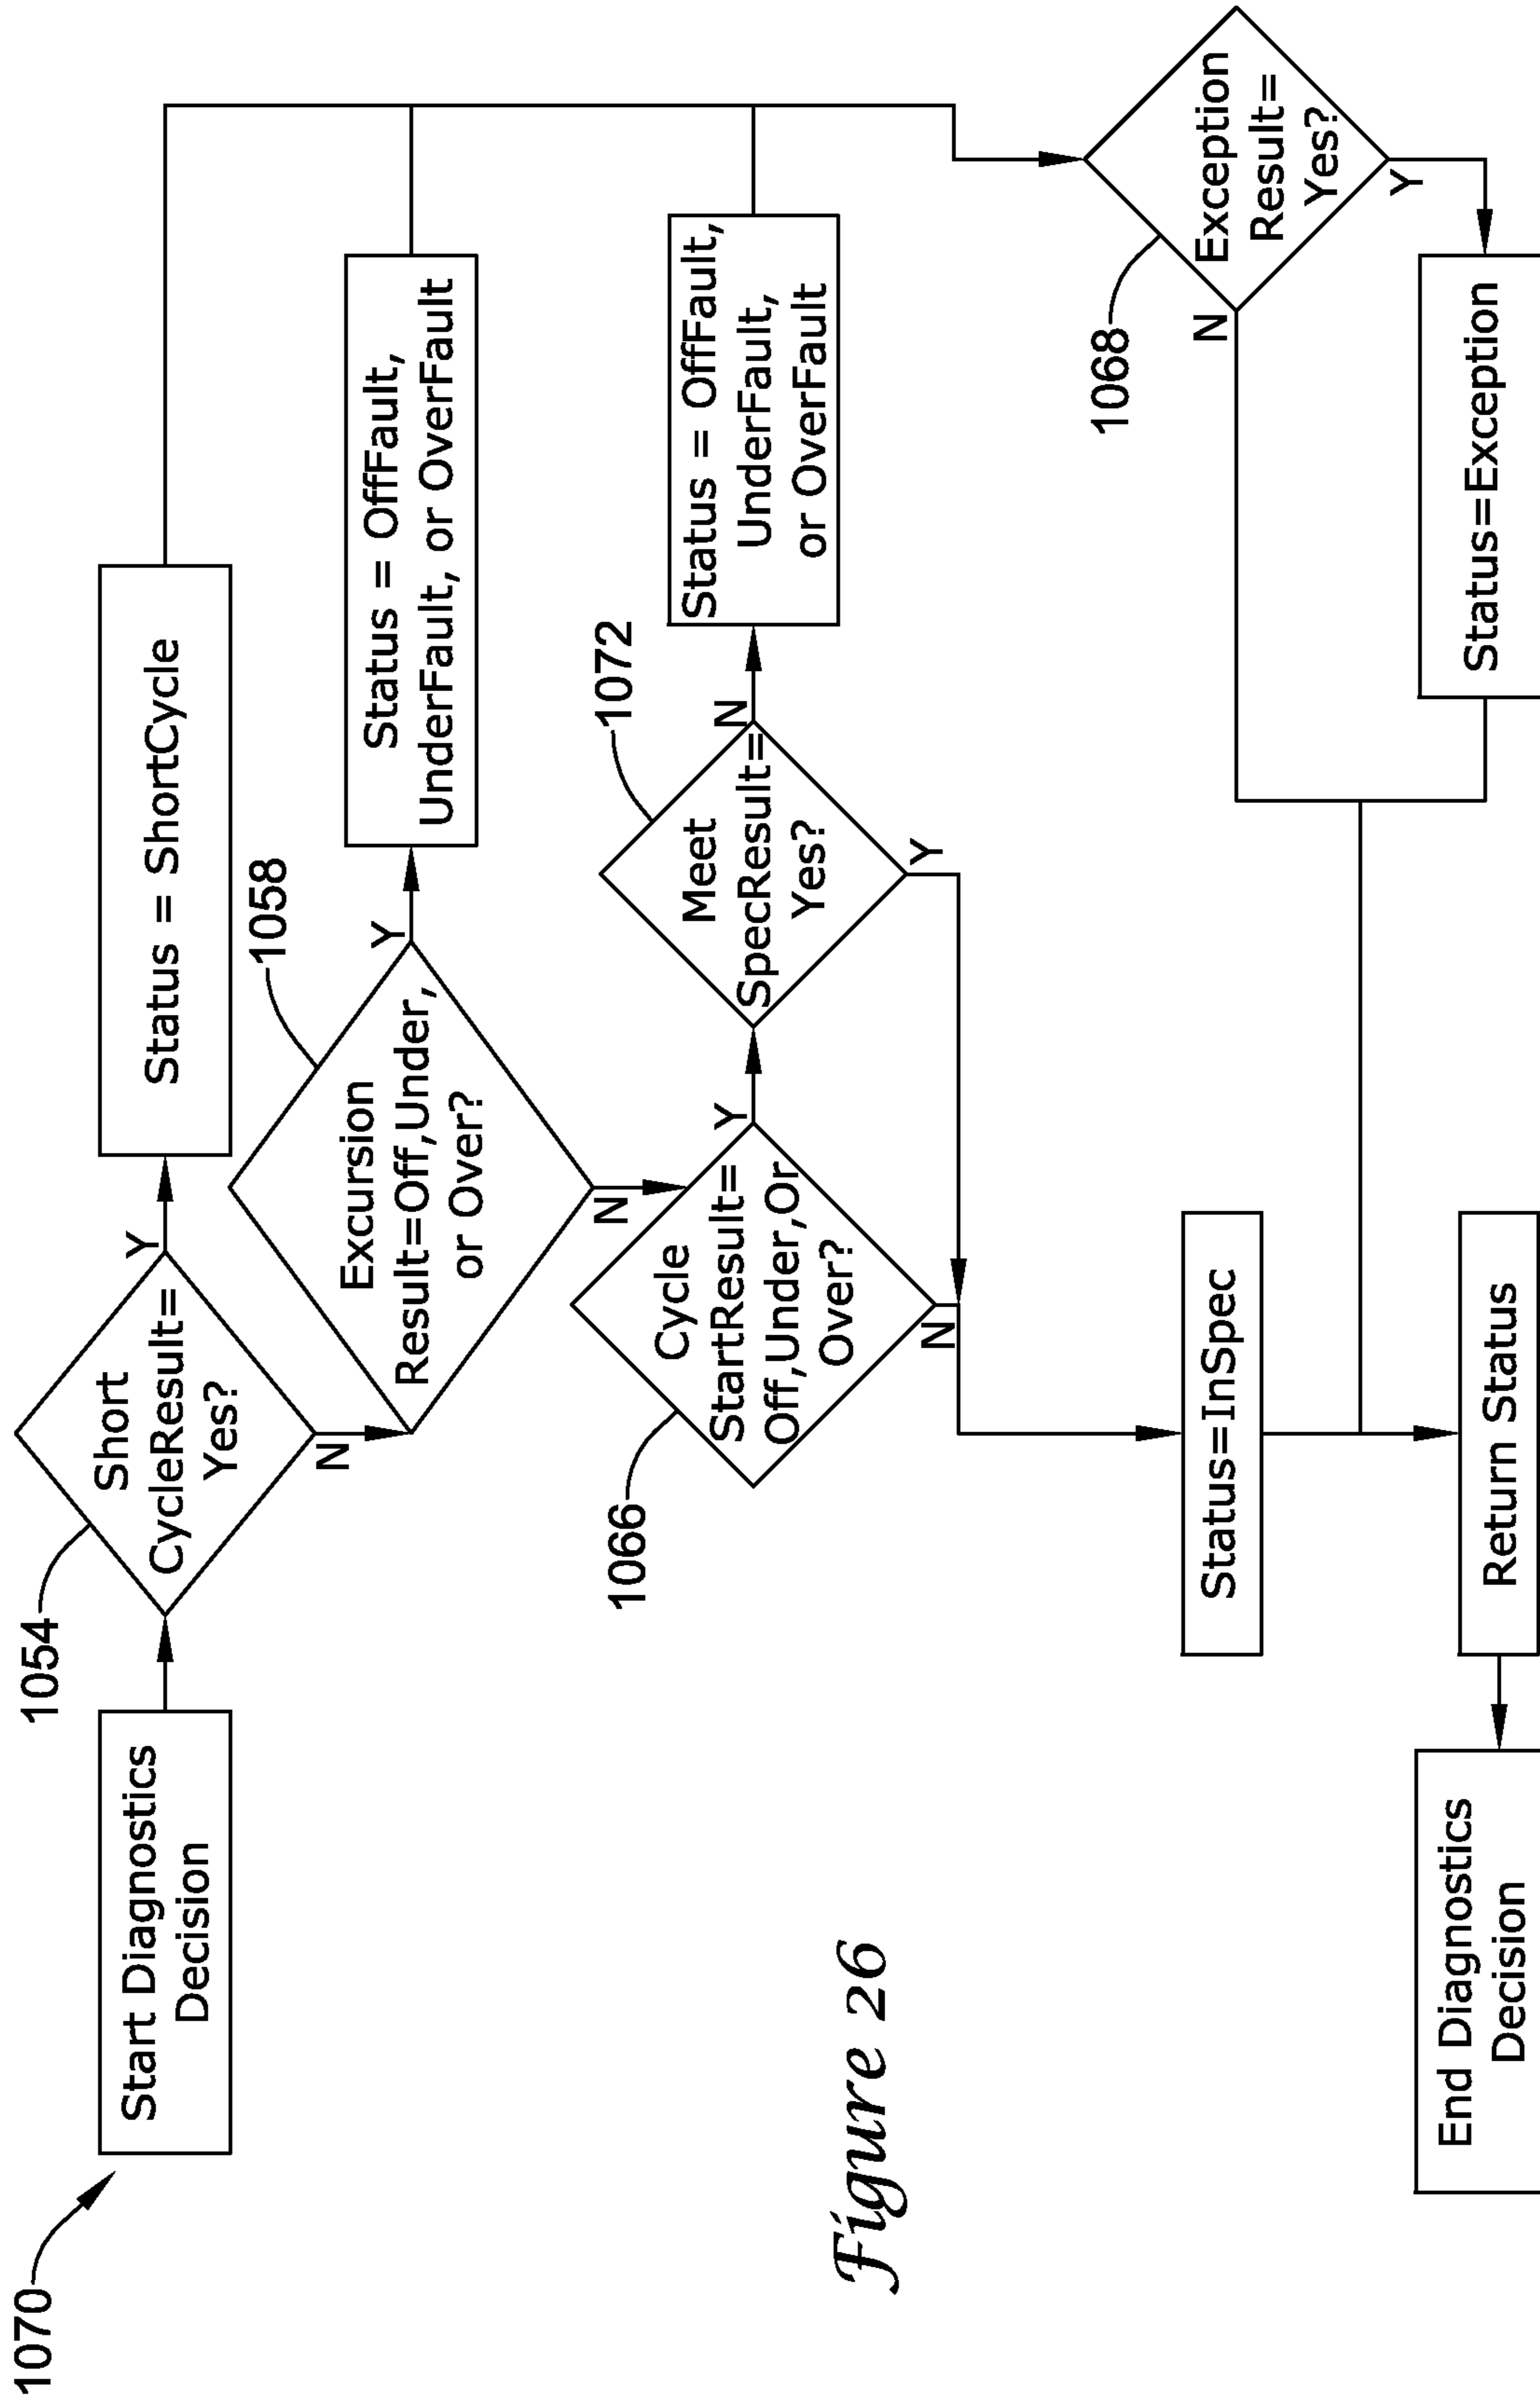 1070
Start Diagnostics
Decision
1054
Short
CycleResult=
Yes?
Y
N
Status = ShortCycle
1058
Excursion
Result=Off,Under,
or Over?
Y
N
Status = OffFault,
UnderFault, or OverFault
1066
Cycle
StartResult=
Off,Under,Or
Over?
Y
N
1072
Meet
SpecResult=
Yes?
N
Y
Status = OffFault,
UnderFault,
or OverFault
1068
Exception
Result=
Yes?
N
Y
Status=Exception
Status=InSpec
Return Status
End Diagnostics
Decision
Figure 26